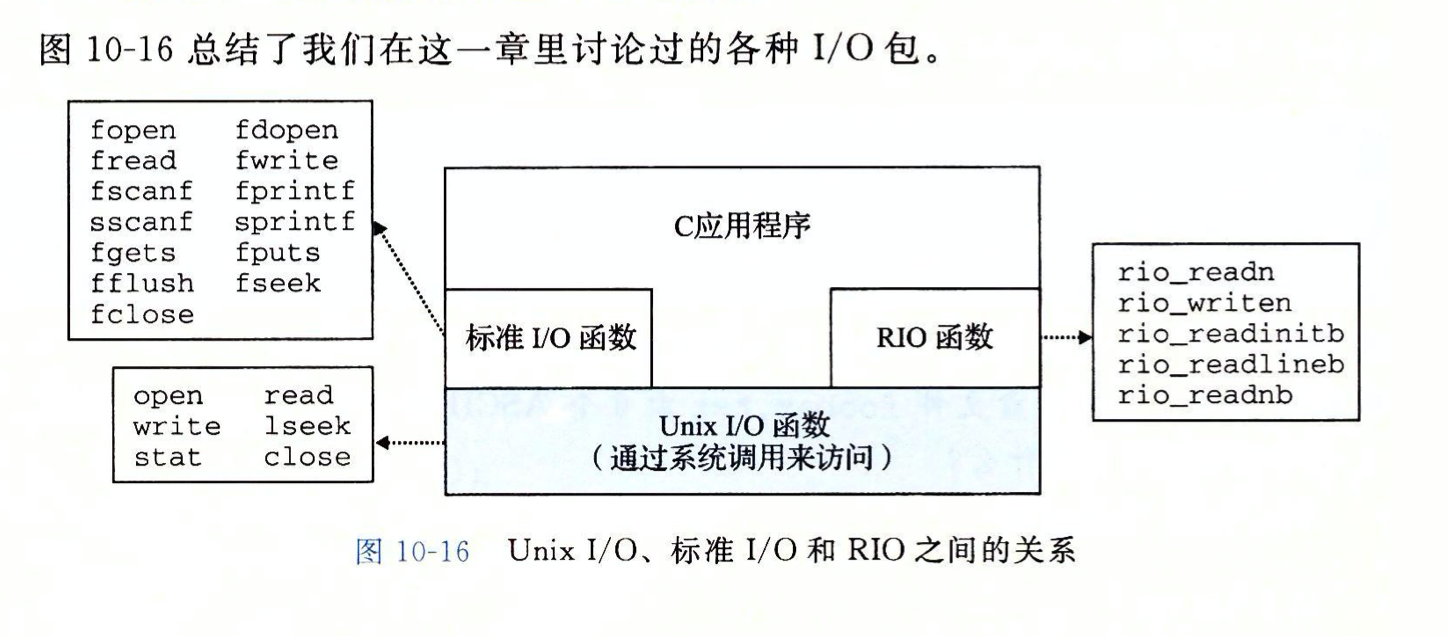 图 10-16 总结了我们在这一章里讨论过的各种 I/O 包。
fopen fdopen
fread fwrite
fscanf fprintf
sscanf sprintf
fgets fputs
fflush fseek
fclose
open read
write lseek
stat close
C应用程序
标准 I/O 函数
RIO 函数
Unix I/O 函数
（通过系统调用来访问）
rio_readn
rio_writen
rio_readinitb
rio_readlineb
rio_readnb
图 10-16 Unix I/O、标准 I/O 和 RIO 之间的关系